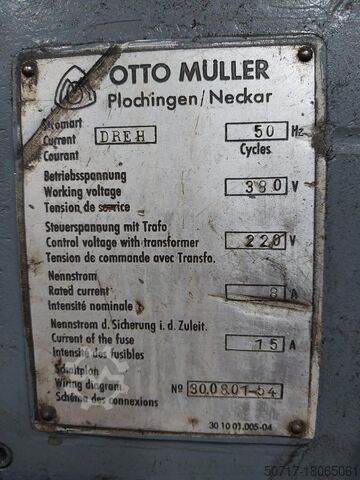 OTTO MÜLLER
Plochingen/Neckar
Stromart
Current DREH 50 Hz
Courant Cycles
Betriebsspannung
Working voltage 380 V
Tension de service
Steuerspannung mit Trafo
Control voltage with transformer 220 V
Tension de commande avec Transfo.
Nennstrom
Rated current 8 A
Intensité nominale
Nennstrom d. Sicherung i. d. Zuleit.
Current of the fuse 15 A
Intensité des fusibles
Schaltplan
Wiring diagram Nº 30.0801-54
Schéma des connexions
30 10 01.005-04
50717-18065061